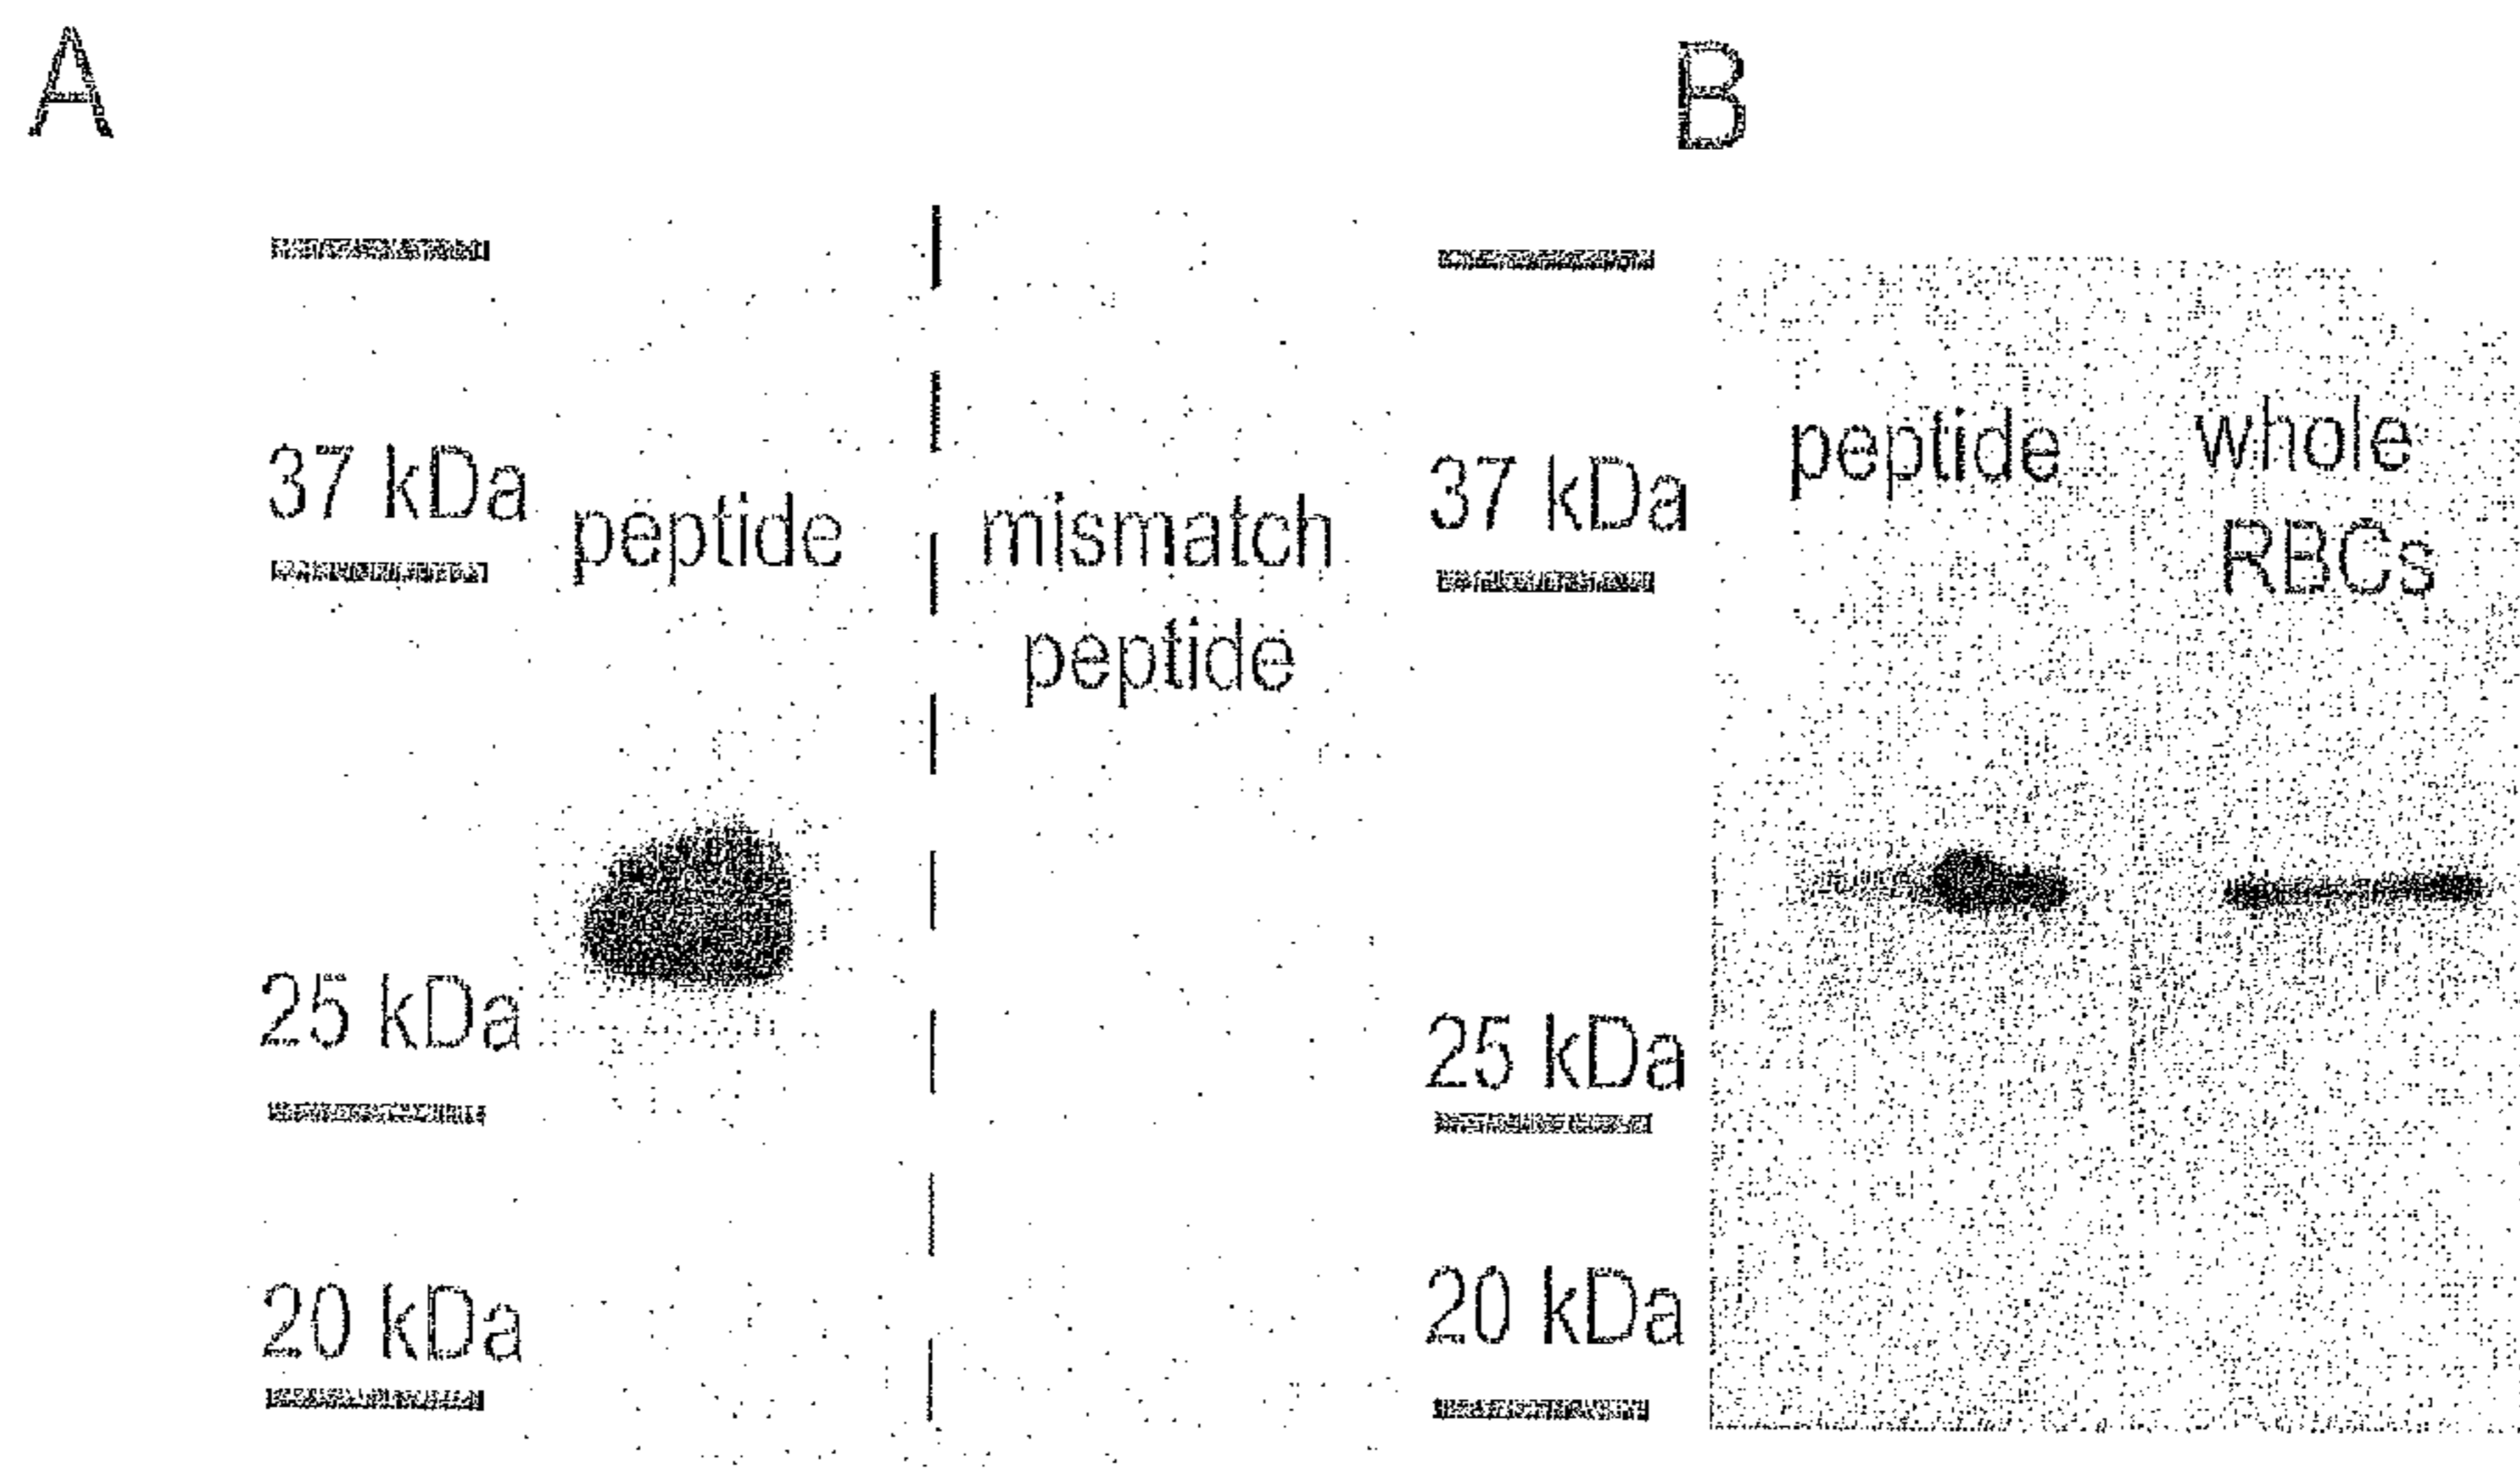 A
37 kDa
peptide
mismatch
peptide
25 kDa
20 kDa
B
37 kDa
peptide
whole
RBCs
25 kDa
20 kDa